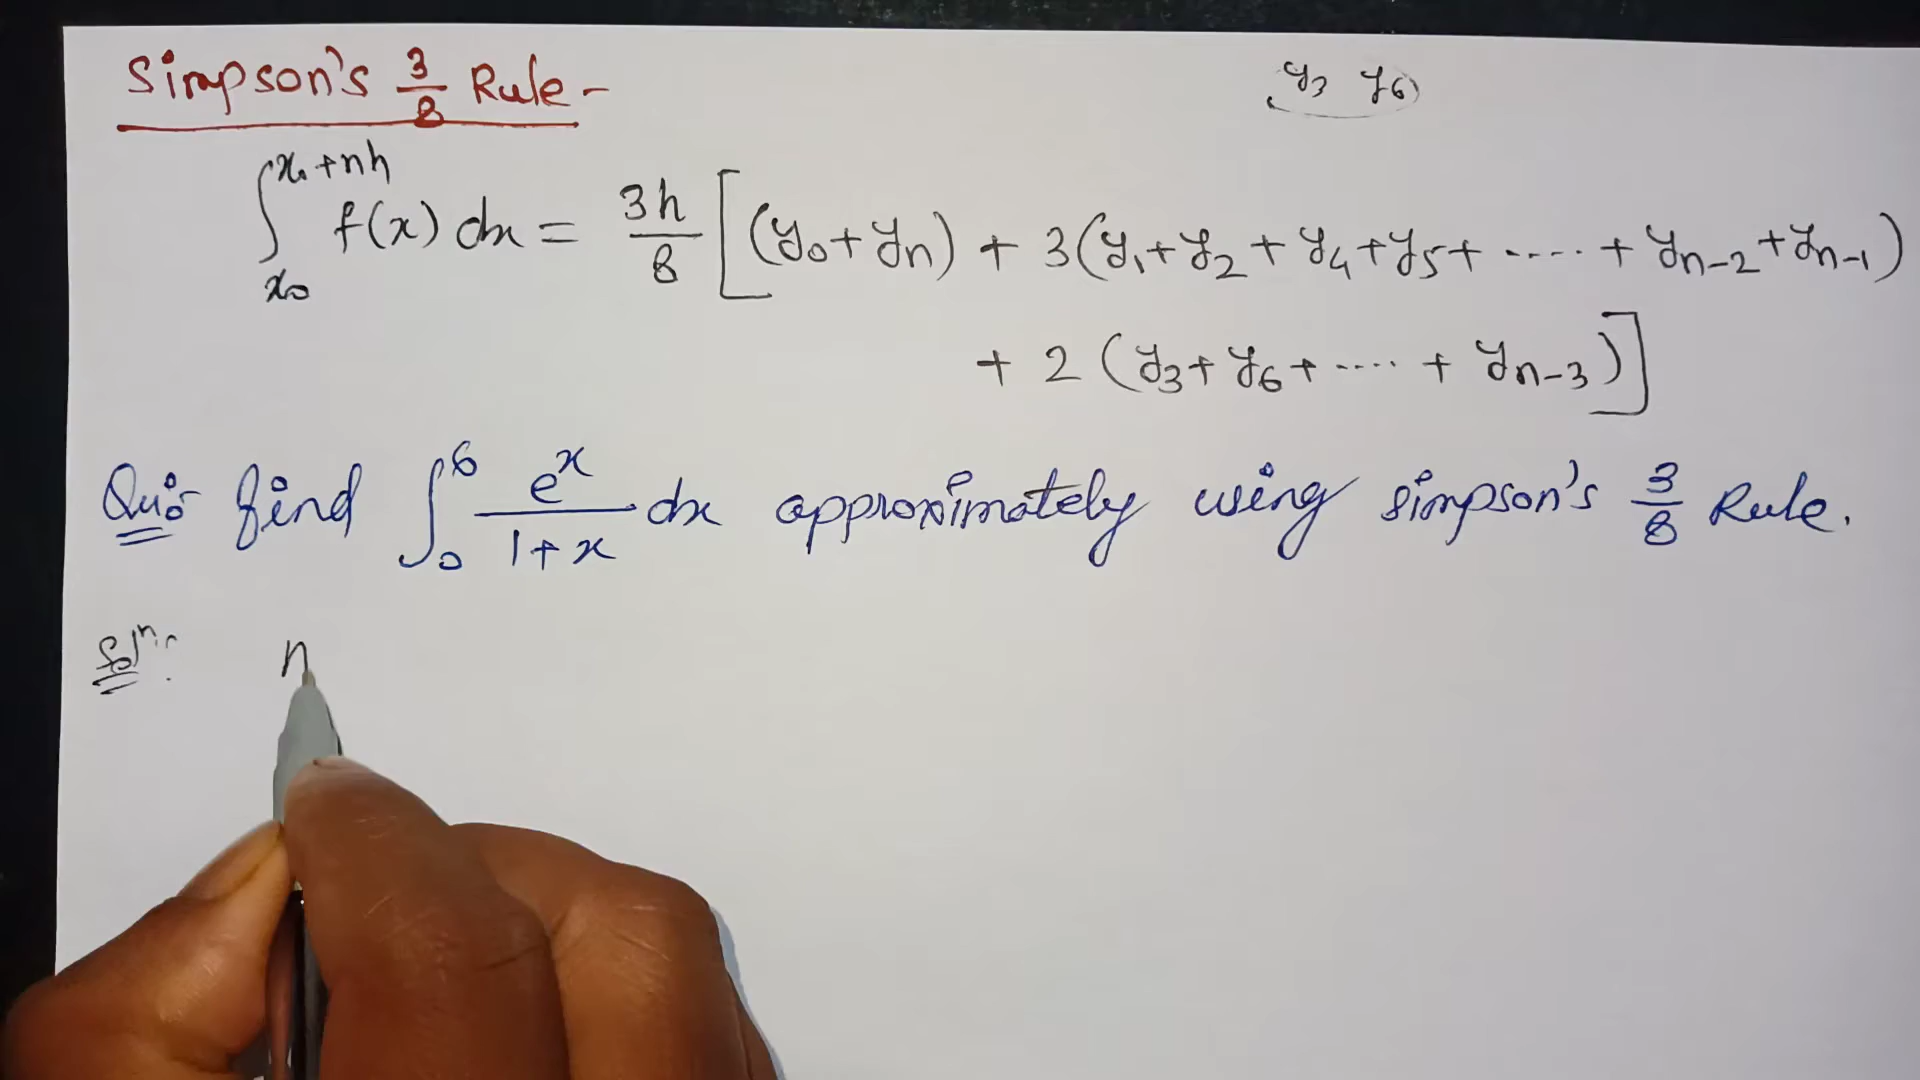 Simpson's 3/8 Rule-
y3 y6
∫_{x0}^{x0+nh} f(x) dx = 3h/8 [(y0+yn) + 3(y1+y2+y4+y5+ ..... + yn-2+yn-1)
+ 2 (y3+y6+ .... + yn-3)]
Que:- find ∫_0^6 e^x/(1+x) dx approximately using simpson's 3/8 Rule.
Solⁿ:- n